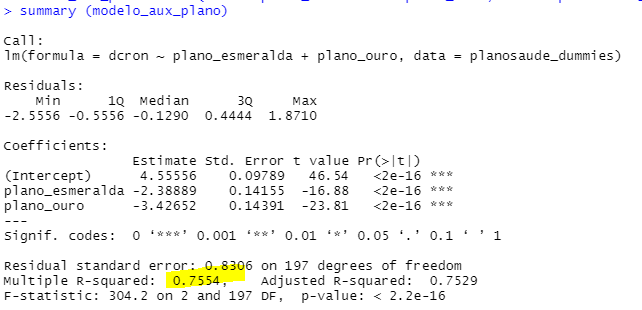 > summary (modelo_aux_plano)
Call:
lm(formula = dcron ~ plano_esmeralda + plano_ouro, data = planosaude_dummies)
Residuals:
Min 1Q Median 3Q Max
-2.5556 -0.5556 -0.1290 0.4444 1.8710
Coefficients:
Estimate Std. Error t value Pr(>|t|)
(Intercept) 4.55556 0.09789 46.54 <2e-16 ***
plano_esmeralda -2.38889 0.14155 -16.88 <2e-16 ***
plano_ouro -3.42652 0.14391 -23.81 <2e-16 ***
---
Signif. codes: 0 ‘***’ 0.001 ‘**’ 0.01 ‘*’ 0.05 ‘.’ 0.1 ‘ ’ 1
Residual standard error: 0.8306 on 197 degrees of freedom
Multiple R-squared: 0.7554, Adjusted R-squared: 0.7529
F-statistic: 304.2 on 2 and 197 DF, p-value: < 2.2e-16